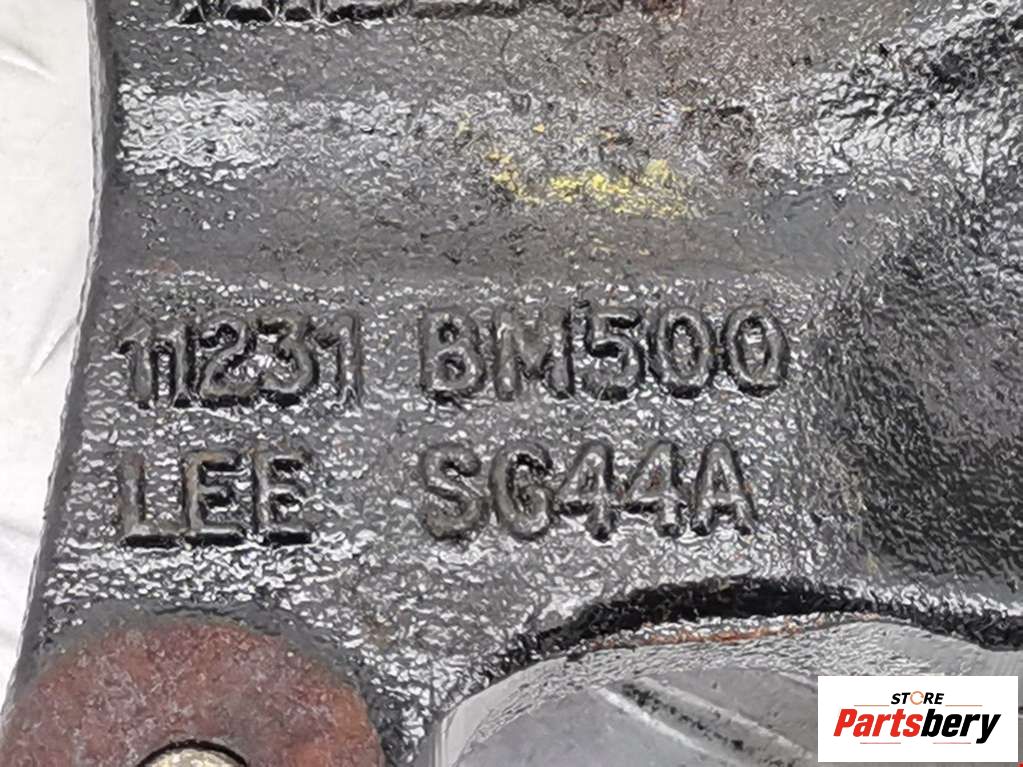 11231 BM500
LEE SG44A
STORE
Partsbery